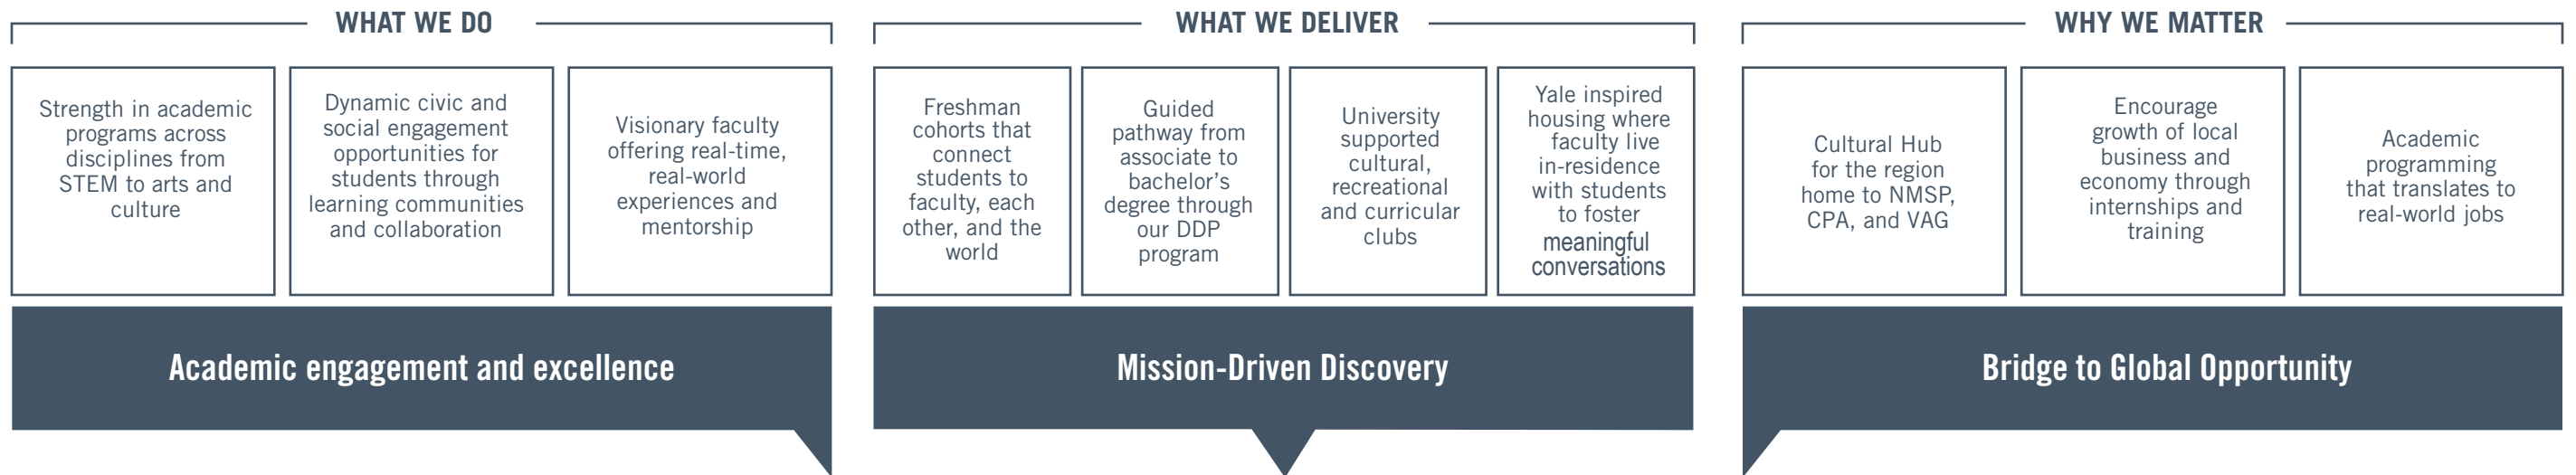 WHAT WE DO
Strength in academic
programs across
disciplines from
STEM to arts and
culture
Dynamic civic and
social engagement
opportunities for
students through
learning communities
and collaboration
Visionary faculty
offering real-time,
real-world
experiences and
mentorship
Academic engagement and excellence
WHAT WE DELIVER
Freshman
cohorts that
connect
students to
faculty, each
other, and the
world
Guided
pathway from
associate to
bachelor’s
degree through
our DDP
program
University
supported
cultural,
recreational
and curricular
clubs
Yale inspired
housing where
faculty live
in-residence
with students
to foster
meaningful
conversations
Mission-Driven Discovery
WHY WE MATTER
Cultural Hub
for the region
home to NMSP,
CPA, and VAG
Encourage
growth of local
business and
economy through
internships and
training
Academic
programming
that translates to
real-world jobs
Bridge to Global Opportunity